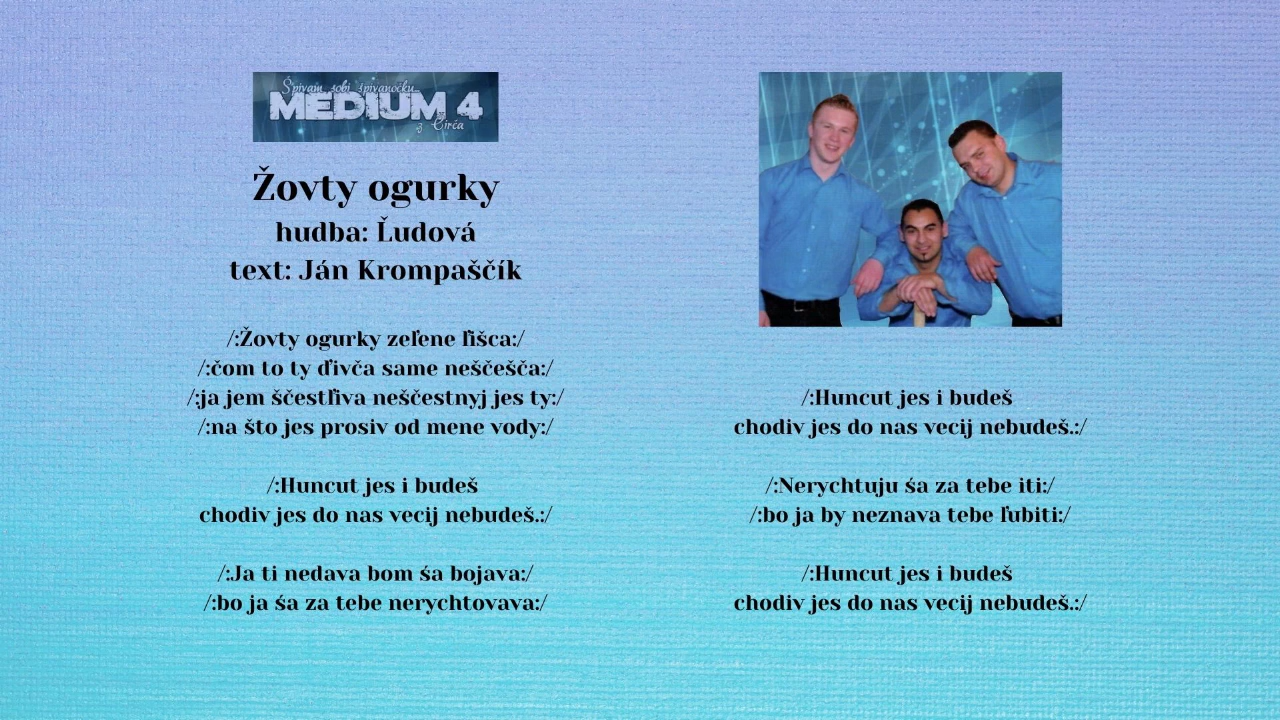 Špivam sobi špivanočku...
MEDIUM 4
z Čirča
Žovty ogurky
hudba: Ľudová
text: Ján Krompaščík
/:Žovty ogurky zeľene ľišca:/
/:čom to ty ďivča same neščešča:/
/:ja jem ščestľiva neščestnyj jes ty:/
/:na što jes prosiv od mene vody:/
/:Huncut jes i budeš
chodiv jes do nas vecij nebudeš.:/
/:Ja ti nedava bom śa bojava:/
/:bo ja śa za tebe nerychtovava:/
/:Huncut jes i budeš
chodiv jes do nas vecij nebudeš.:/
/:Nerychtuju śa za tebe iti:/
/:bo ja by neznava tebe ľubiti:/
/:Huncut jes i budeš
chodiv jes do nas vecij nebudeš.:/